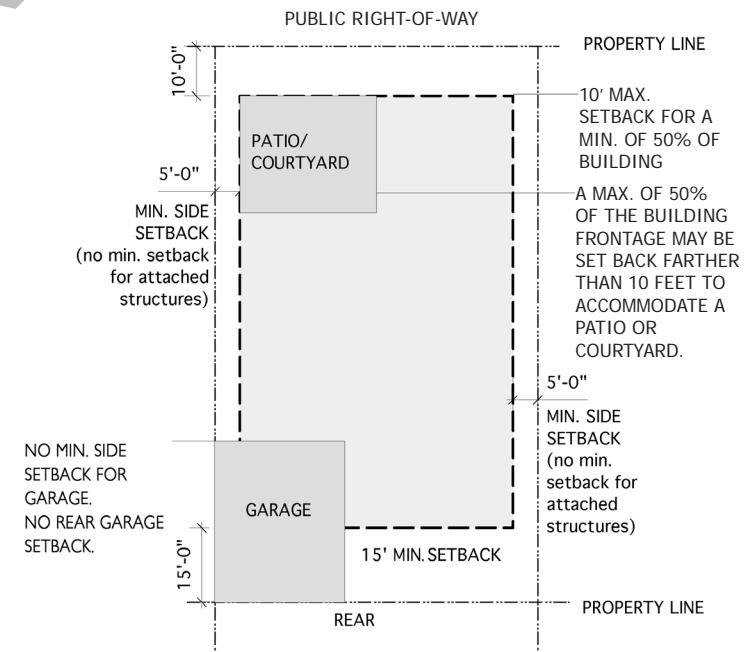 PUBLIC RIGHT-OF-WAY
PROPERTY LINE
10'-0"
10' MAX.
SETBACK FOR A
MIN. OF 50% OF
BUILDING
PATIO/
COURTYARD
5'-0"
MIN. SIDE
SETBACK
(no min. setback
for attached
structures)
A MAX. OF 50%
OF THE BUILDING
FRONTAGE MAY BE
SET BACK FARTHER
THAN 10 FEET TO
ACCOMMODATE A
PATIO OR
COURTYARD.
5'-0"
MIN. SIDE
SETBACK
(no min.
setback for
attached
structures)
NO MIN. SIDE
SETBACK FOR
GARAGE.
NO REAR GARAGE
SETBACK.
GARAGE
15'-0"
15' MIN. SETBACK
PROPERTY LINE
REAR